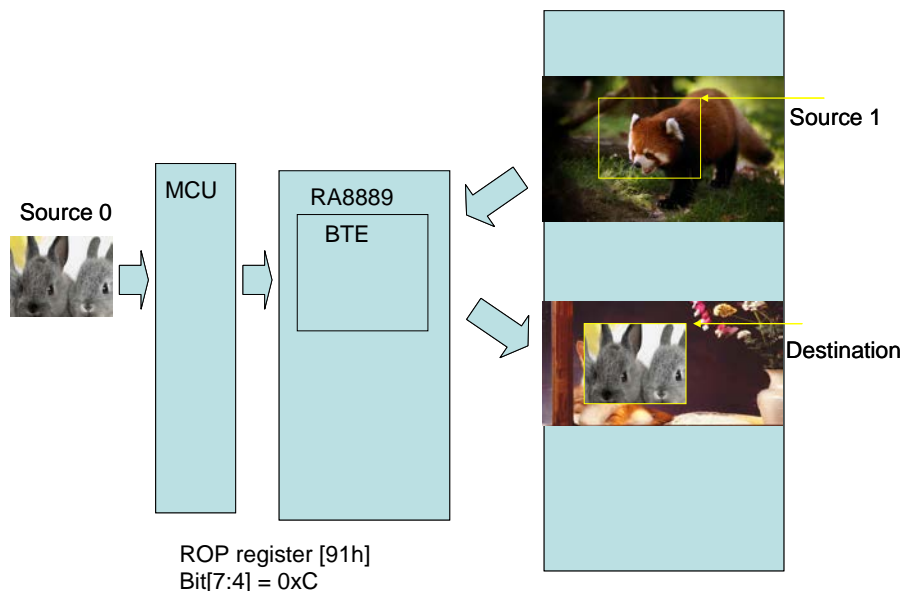 Source 1
MCU
RA8889
Source 0
BTE
Destination
ROP register [91h]
Bit[7:4] = 0xC